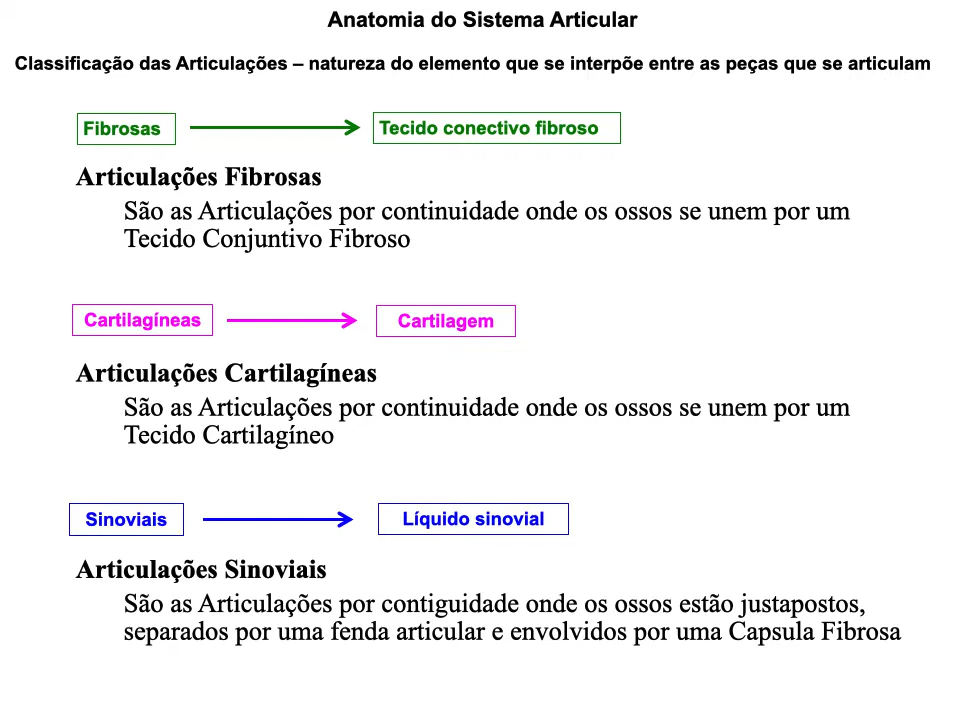 Anatomia do Sistema Articular
Classificação das Articulações – natureza do elemento que se interpõe entre as peças que se articulam
Fibrosas
Tecido conectivo fibroso
Articulações Fibrosas
São as Articulações por continuidade onde os ossos se unem por um
Tecido Conjuntivo Fibroso
Cartilagíneas
Cartilagem
Articulações Cartilagíneas
São as Articulações por continuidade onde os ossos se unem por um
Tecido Cartilagíneo
Sinoviais
Líquido sinovial
Articulações Sinoviais
São as Articulações por contiguidade onde os ossos estão justapostos,
separados por uma fenda articular e envolvidos por uma Capsula Fibrosa